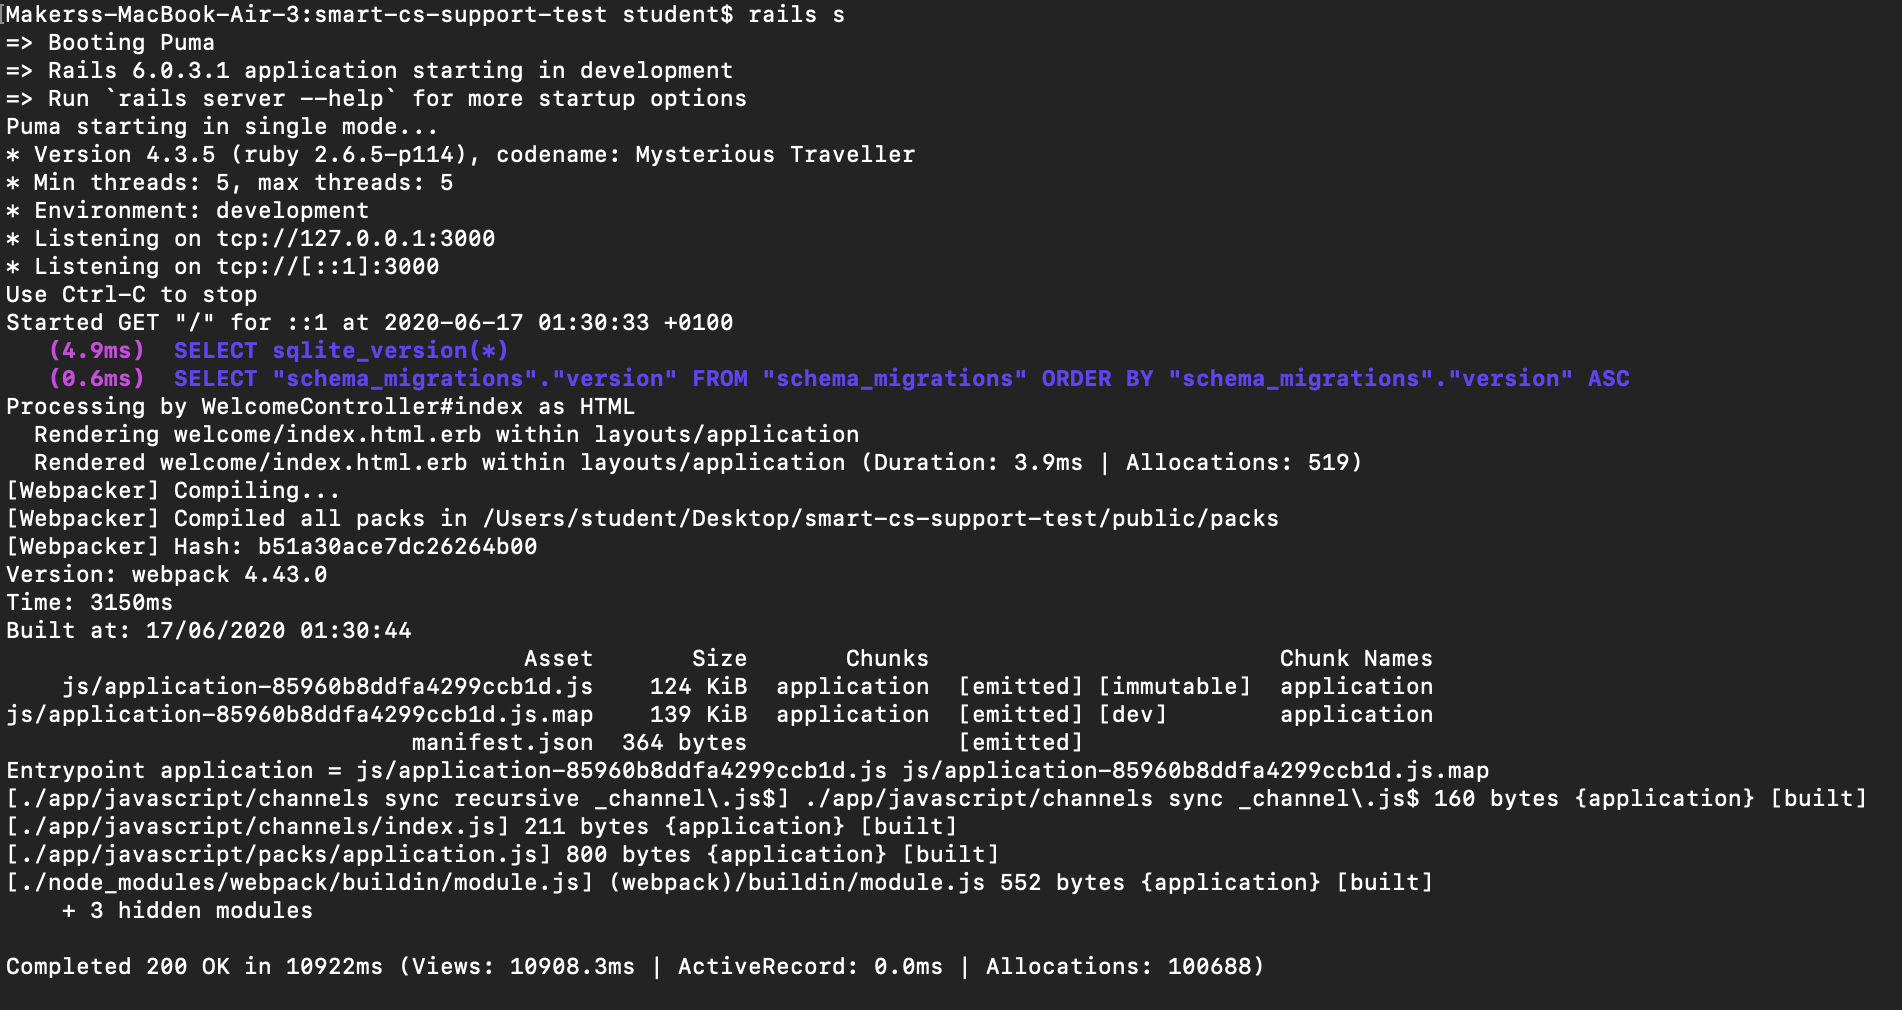 Makerss-MacBook-Air-3:smart-cs-support-test student$ rails s
=> Booting Puma
=> Rails 6.0.3.1 application starting in development
=> Run `rails server --help` for more startup options
Puma starting in single mode...
* Version 4.3.5 (ruby 2.6.5-p114), codename: Mysterious Traveller
* Min threads: 5, max threads: 5
* Environment: development
* Listening on tcp://127.0.0.1:3000
* Listening on tcp://[::1]:3000
Use Ctrl-C to stop
Started GET "/" for ::1 at 2020-06-17 01:30:33 +0100
   (4.9ms)  SELECT sqlite_version(*)
   (0.6ms)  SELECT "schema_migrations"."version" FROM "schema_migrations" ORDER BY "schema_migrations"."version" ASC
Processing by WelcomeController#index as HTML
  Rendering welcome/index.html.erb within layouts/application
  Rendered welcome/index.html.erb within layouts/application (Duration: 3.9ms | Allocations: 519)
[Webpacker] Compiling...
[Webpacker] Compiled all packs in /Users/student/Desktop/smart-cs-support-test/public/packs
[Webpacker] Hash: b51a30ace7dc26264b00
Version: webpack 4.43.0
Time: 3150ms
Built at: 17/06/2020 01:30:44
                                     Asset       Size       Chunks                         Chunk Names
    js/application-85960b8ddfa4299ccb1d.js    124 KiB  application  [emitted] [immutable]  application
js/application-85960b8ddfa4299ccb1d.js.map    139 KiB  application  [emitted] [dev]        application
                             manifest.json  364 bytes               [emitted]
Entrypoint application = js/application-85960b8ddfa4299ccb1d.js js/application-85960b8ddfa4299ccb1d.js.map
[./app/javascript/channels sync recursive _channel\.js$] ./app/javascript/channels sync _channel\.js$ 160 bytes {application} [built]
[./app/javascript/channels/index.js] 211 bytes {application} [built]
[./app/javascript/packs/application.js] 800 bytes {application} [built]
[./node_modules/webpack/buildin/module.js] (webpack)/buildin/module.js 552 bytes {application} [built]
    + 3 hidden modules
Completed 200 OK in 10922ms (Views: 10908.3ms | ActiveRecord: 0.0ms | Allocations: 100688)